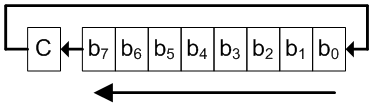 C b₇ b₆ b₅ b₄ b₃ b₂ b₁ b₀